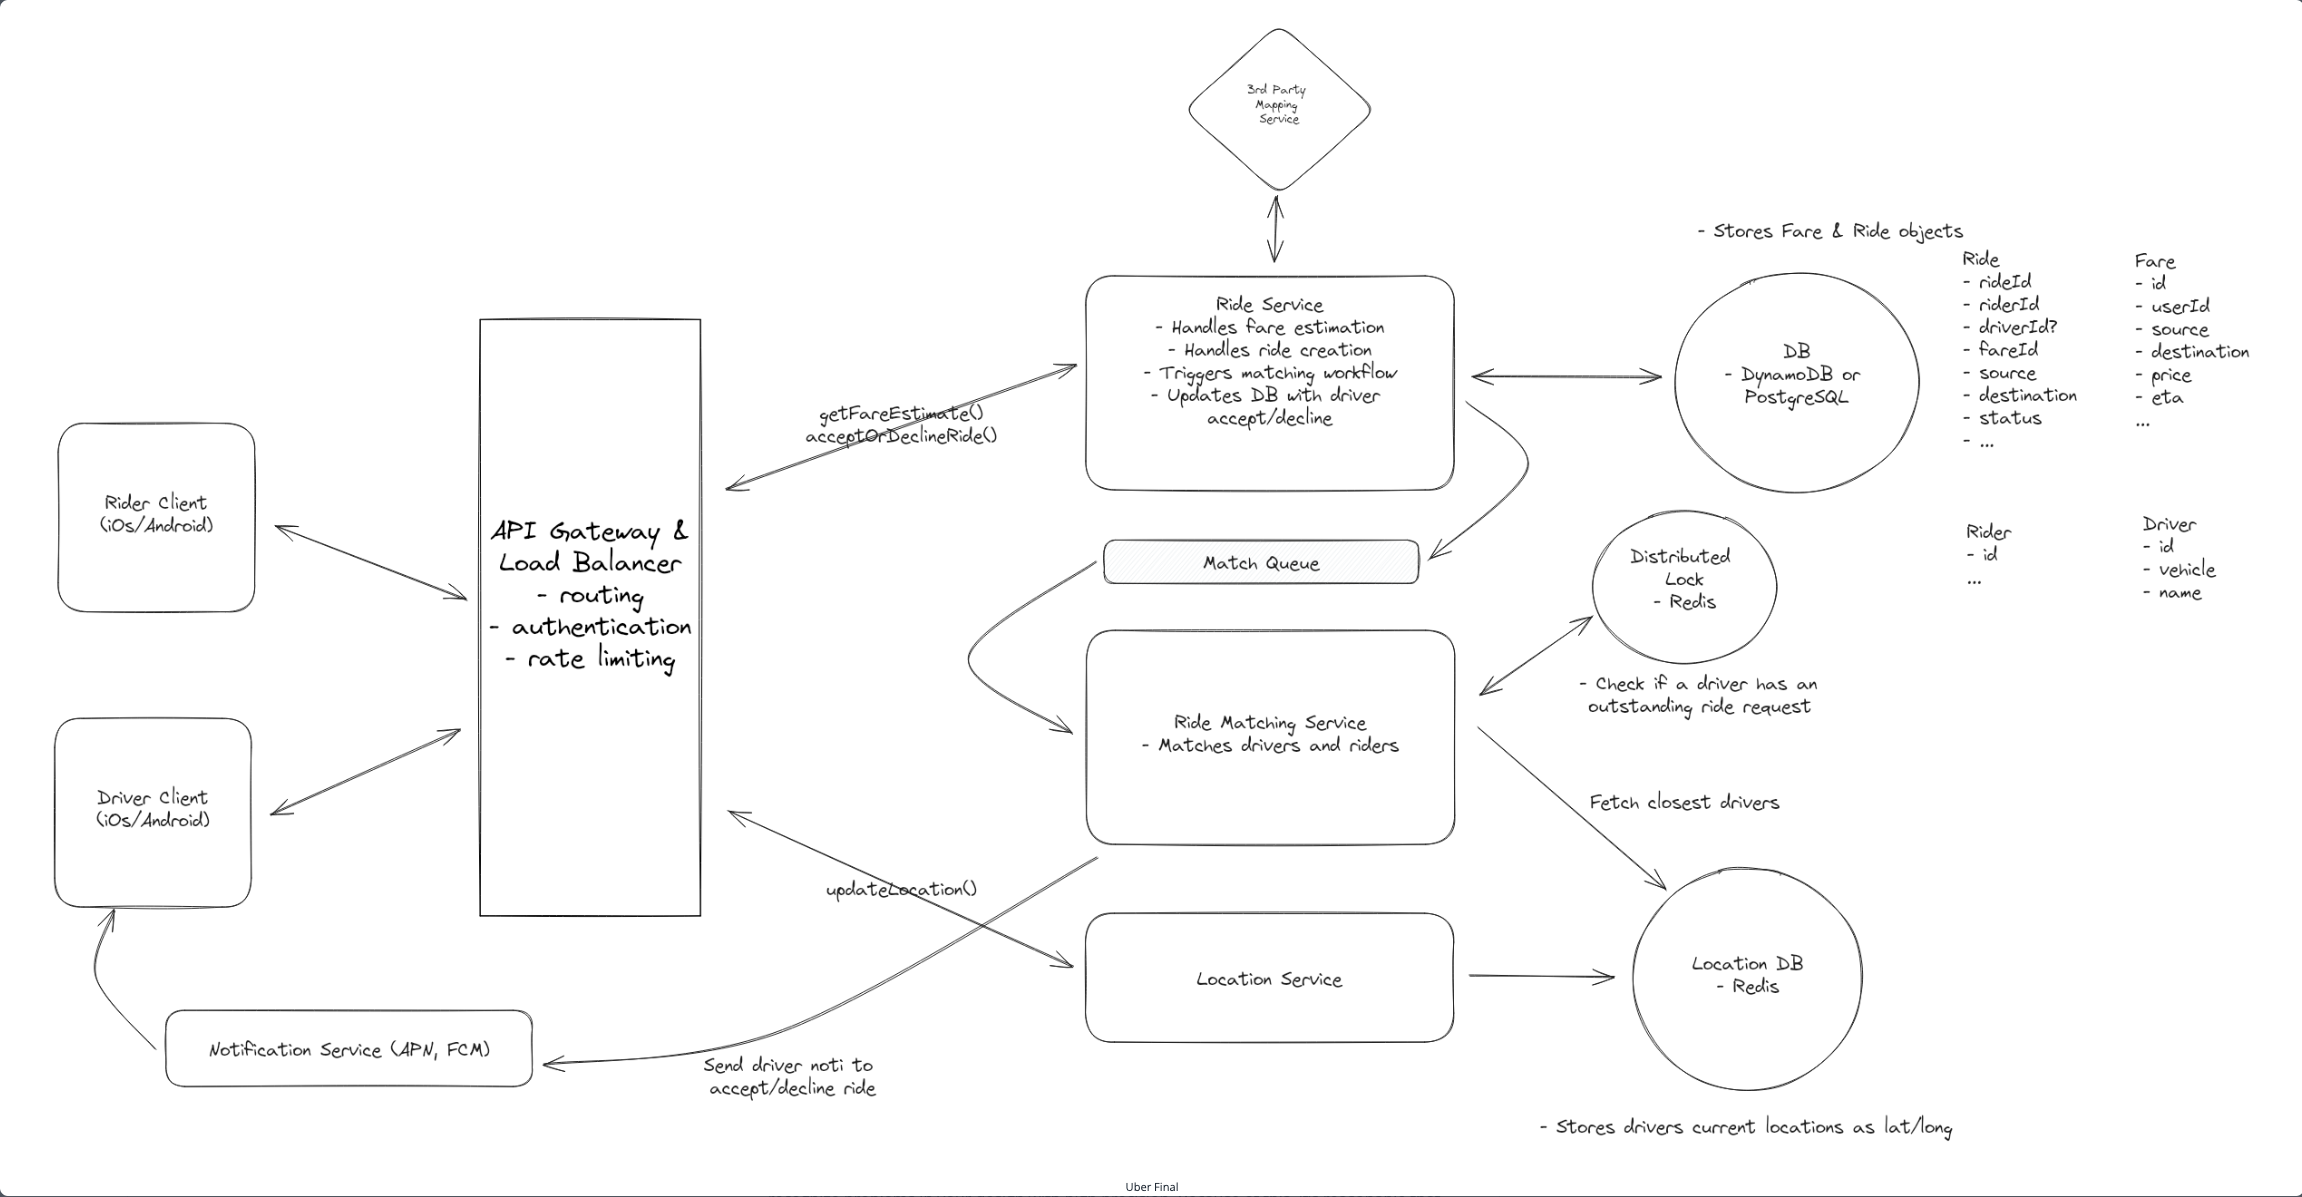 3rd Party
Mapping
Service
- Stores Fare & Ride objects
Ride
- rideId
- riderId
- driverId?
- fareId
- source
- destination
- status
- ...
Fare
- id
- userId
- source
- destination
- price
- eta
...
Ride Service
- Handles fare estimation
- Handles ride creation
- Triggers matching workflow
- Updates DB with driver
accept/decline
DB
- DynamoDB or
PostgreSQL
getFareEstimate()
acceptOrDeclineRide()
Rider Client
(iOs/Android)
API Gateway &
Load Balancer
- routing
- authentication
- rate limiting
Match Queue
Distributed
Lock
- Redis
Rider
- id
...
Driver
- id
- vehicle
- name
- Check if a driver has an
outstanding ride request
Ride Matching Service
- Matches drivers and riders
Driver Client
(iOs/Android)
Fetch closest drivers
updateLocation()
Location Service
Location DB
- Redis
Notification Service (APN, FCM)
Send driver noti to
accept/decline ride
- Stores drivers current locations as lat/long
Uber Final